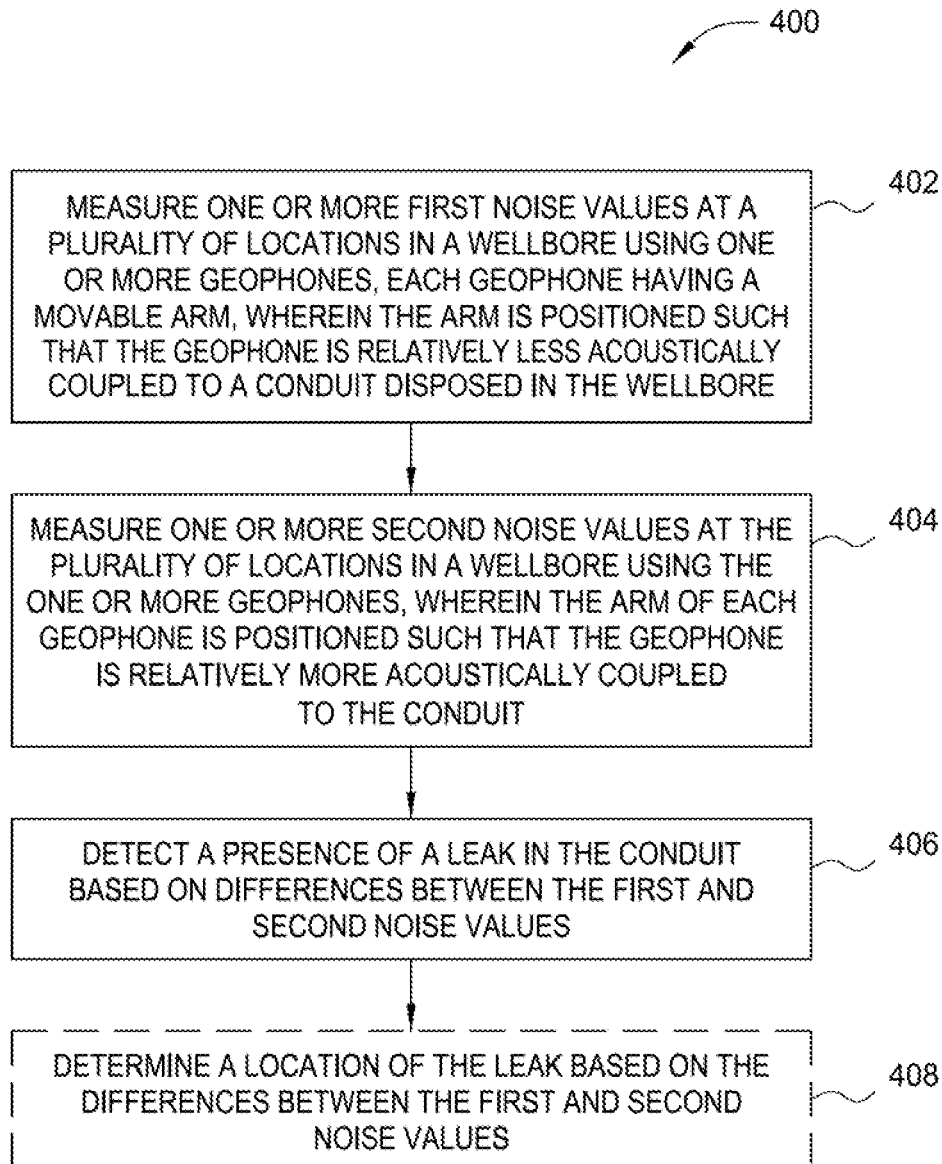 400
402
MEASURE ONE OR MORE FIRST NOISE VALUES AT A
PLURALITY OF LOCATIONS IN A WELLBORE USING ONE
OR MORE GEOPHONES, EACH GEOPHONE HAVING A
MOVABLE ARM, WHEREIN THE ARM IS POSITIONED SUCH
THAT THE GEOPHONE IS RELATIVELY LESS ACOUSTICALLY
COUPLED TO A CONDUIT DISPOSED IN THE WELLBORE
404
MEASURE ONE OR MORE SECOND NOISE VALUES AT THE
PLURALITY OF LOCATIONS IN A WELLBORE USING THE
ONE OR MORE GEOPHONES, WHEREIN THE ARM OF EACH
GEOPHONE IS POSITIONED SUCH THAT THE GEOPHONE
IS RELATIVELY MORE ACOUSTICALLY COUPLED
TO THE CONDUIT
406
DETECT A PRESENCE OF A LEAK IN THE CONDUIT
BASED ON DIFFERENCES BETWEEN THE FIRST AND
SECOND NOISE VALUES
408
DETERMINE A LOCATION OF THE LEAK BASED ON THE
DIFFERENCES BETWEEN THE FIRST AND SECOND
NOISE VALUES